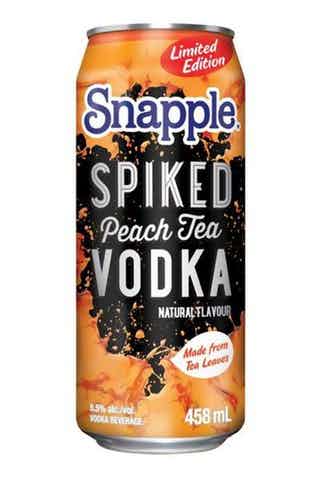 Limited
Edition
Snapple
SPIKED
Peach Tea
VODKA
NATURAL FLAVOUR
Made from
Tea Leaves
5.5% alc./vol.
VODKA BEVERAGE
458 mL